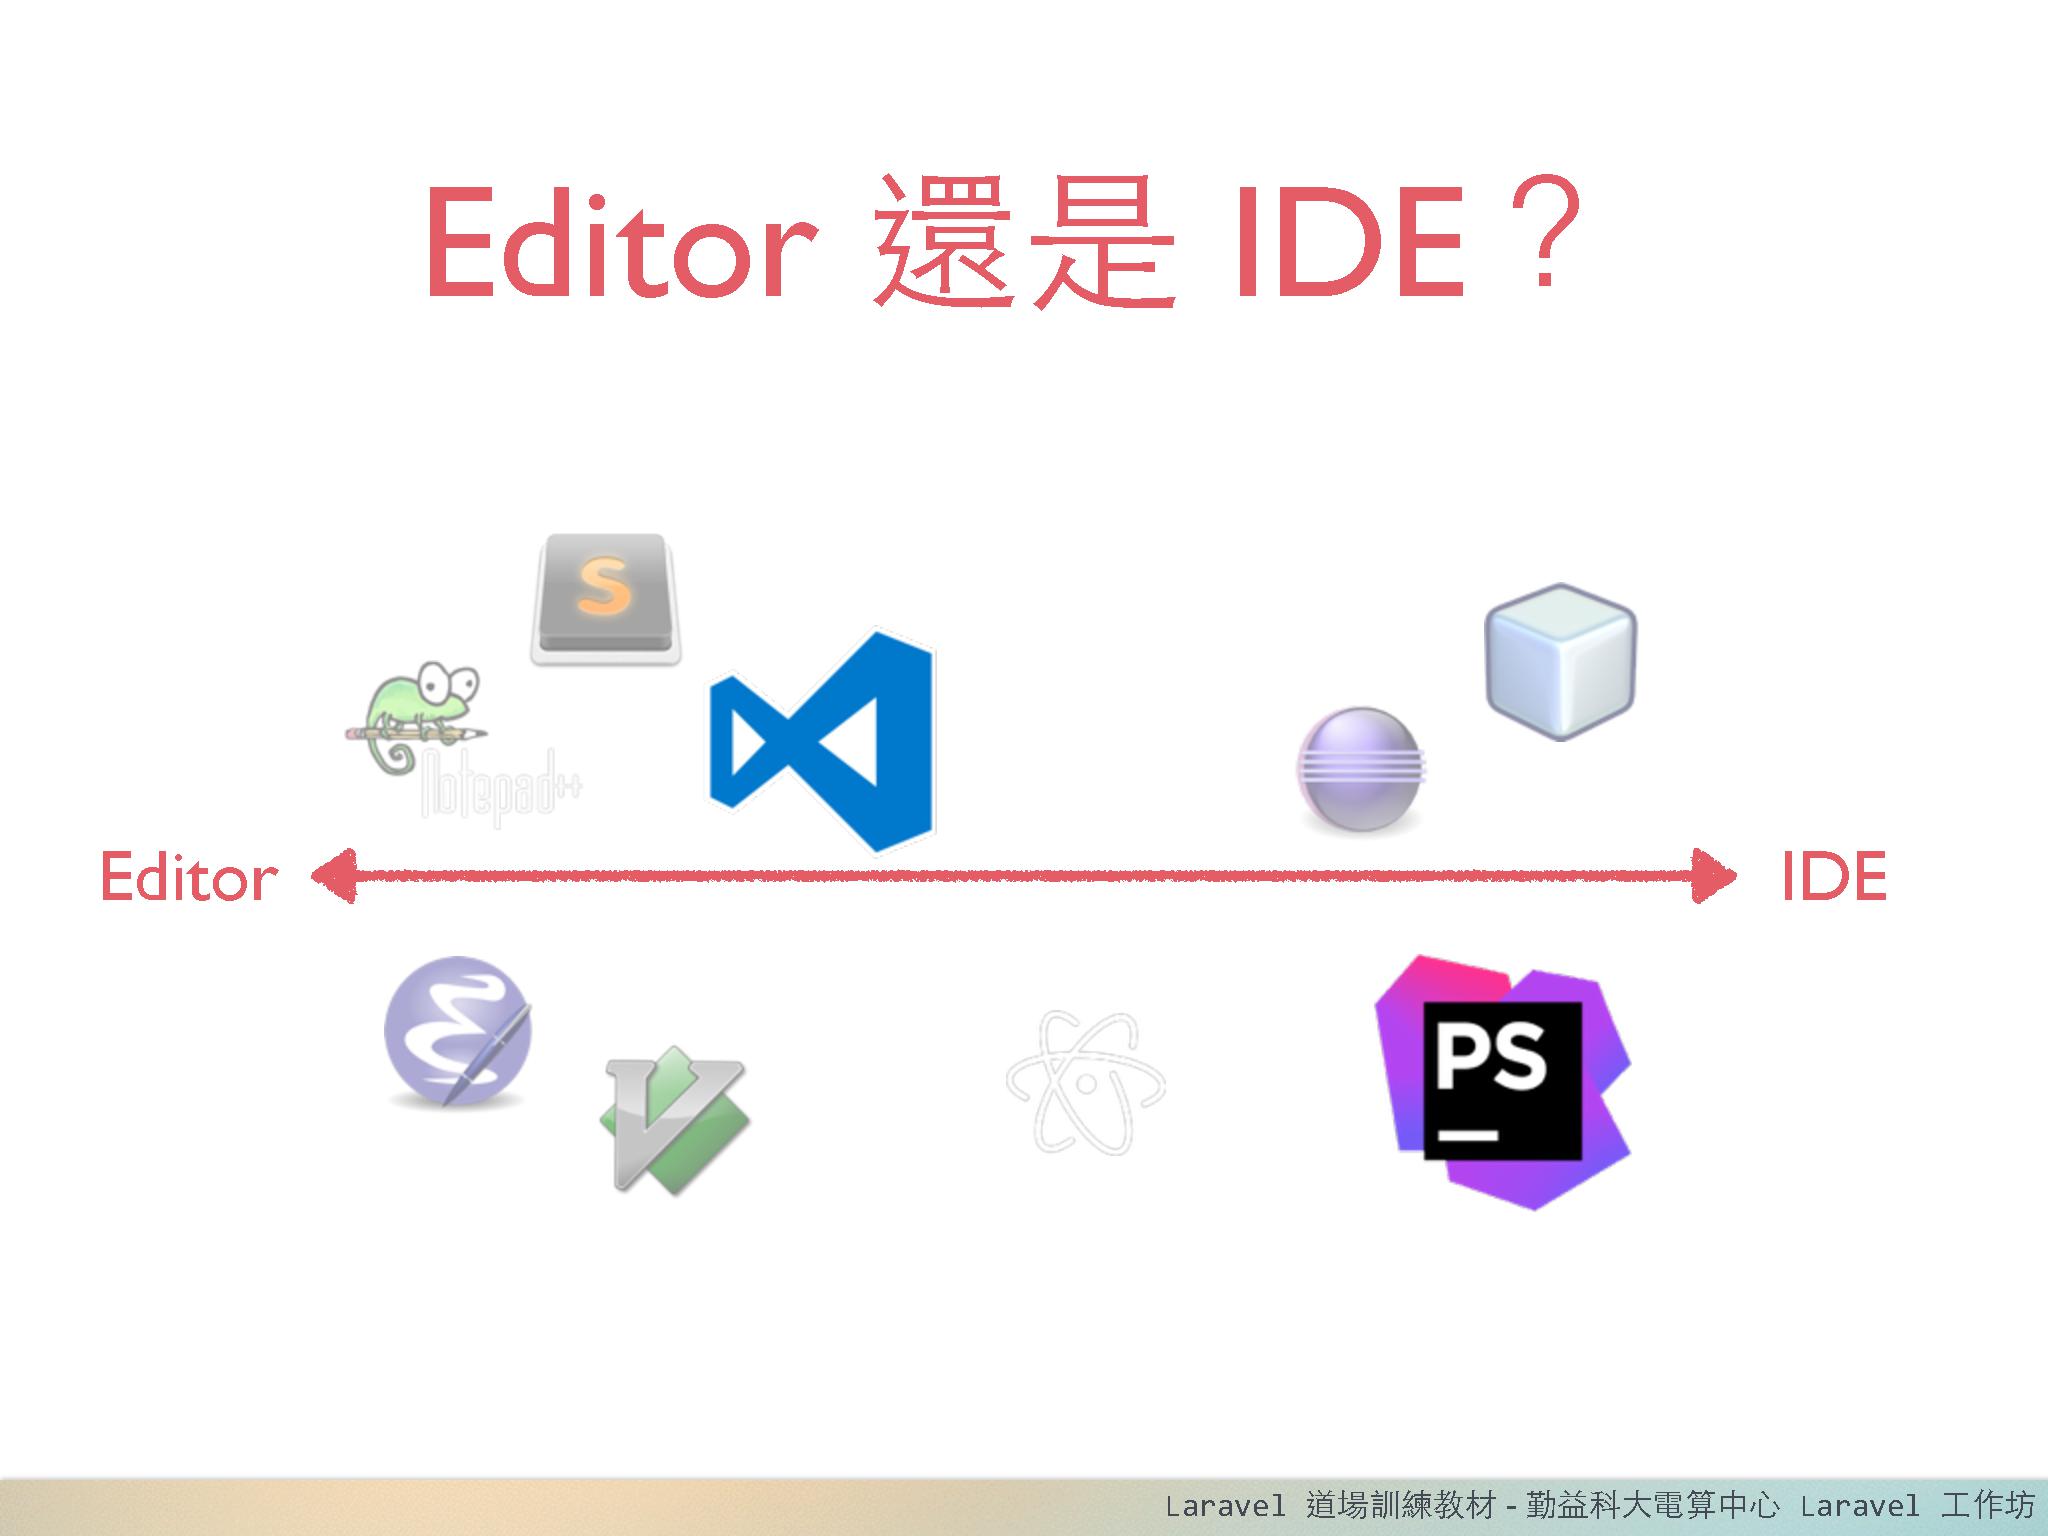 Editor 還是 IDE？
S
Notepad++
Editor
IDE
PS
Laravel 道場訓練教材 - 勤益科大電算中心 Laravel 工作坊